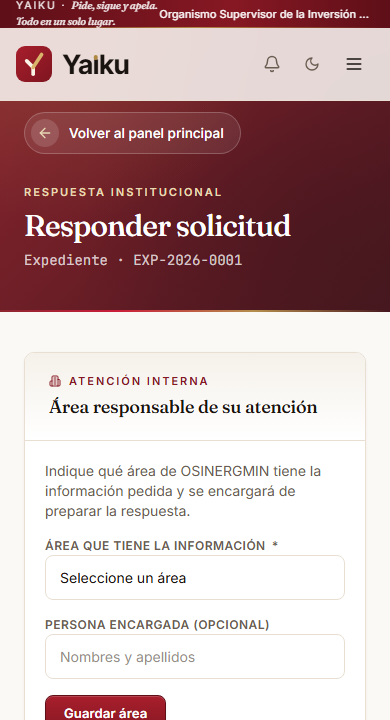 YAIKU · Pide, sigue y apela.
Todo en un solo lugar.
Organismo Supervisor de la Inversión ...
Yaiku
Volver al panel principal
RESPUESTA INSTITUCIONAL
Responder solicitud
Expediente · EXP-2026-0001
ATENCIÓN INTERNA
Área responsable de su atención
Indique qué área de OSINERGMIN tiene la
información pedida y se encargará de
preparar la respuesta.
ÁREA QUE TIENE LA INFORMACIÓN *
Seleccione un área
PERSONA ENCARGADA (OPCIONAL)
Nombres y apellidos
Guardar área